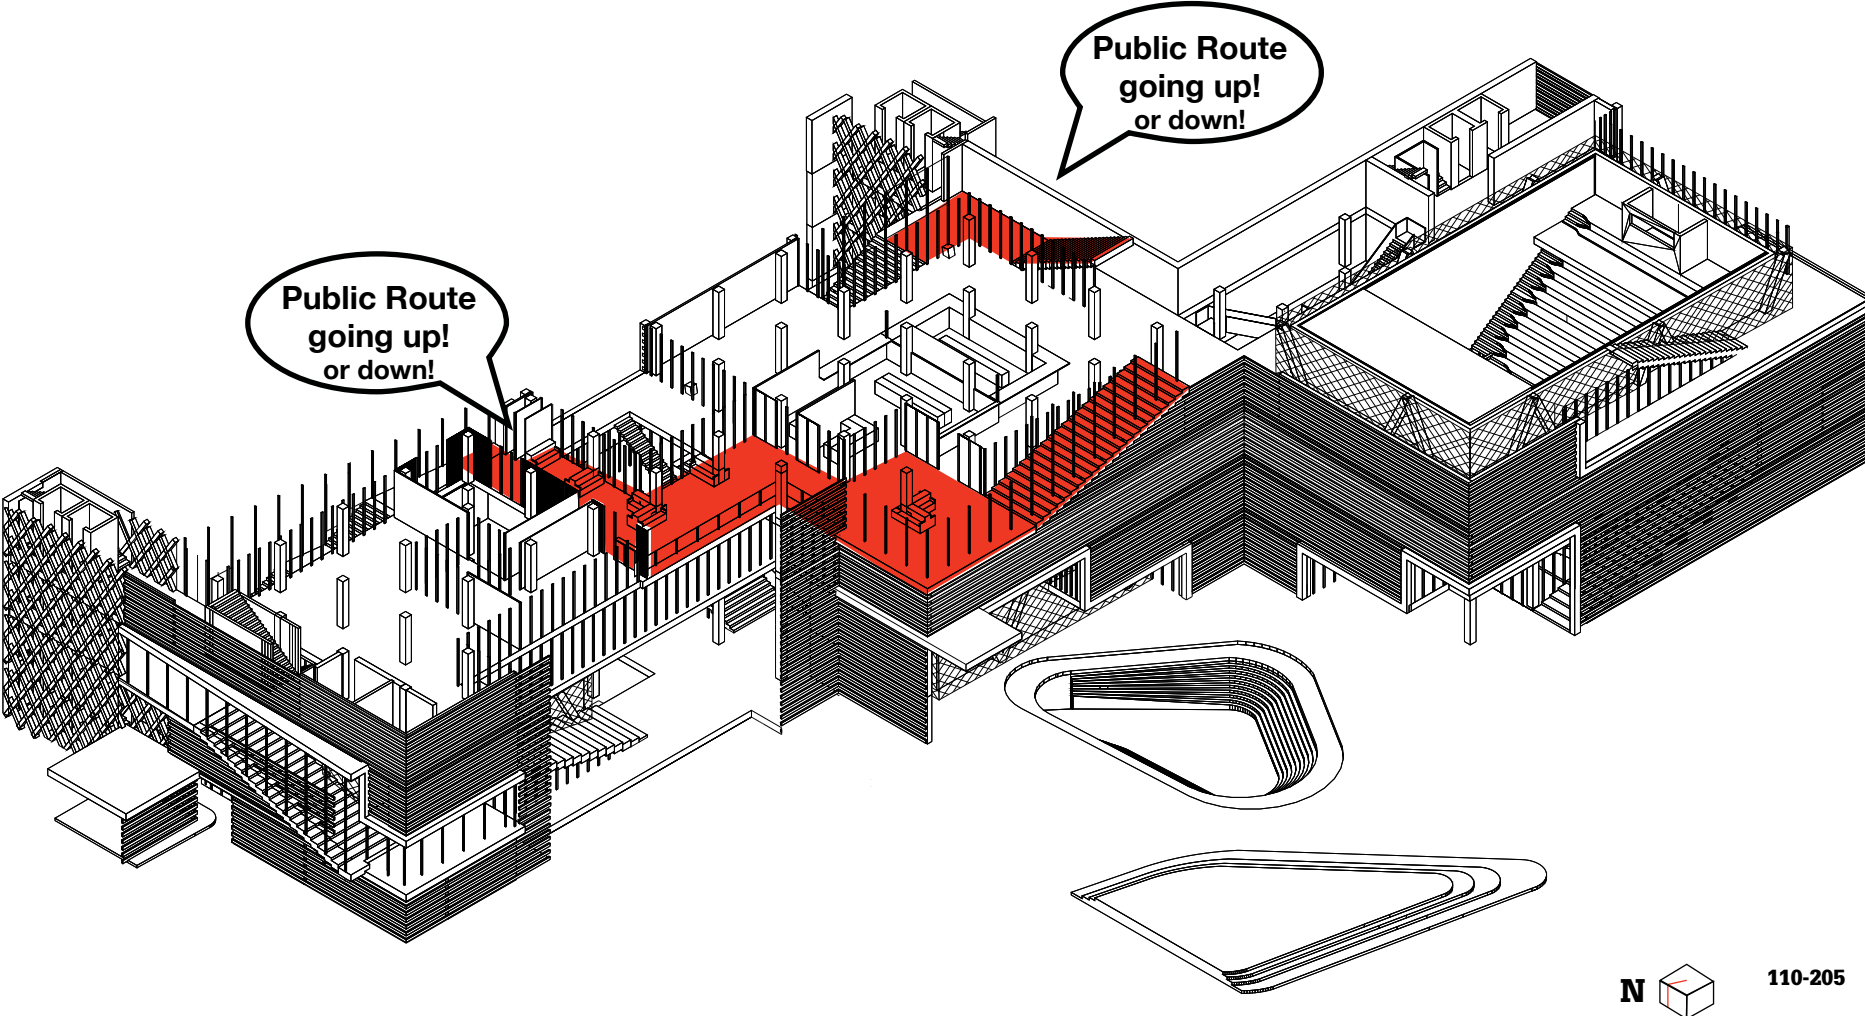 Public Route
going up!
or down!
Public Route
going up!
or down!
N
110-205